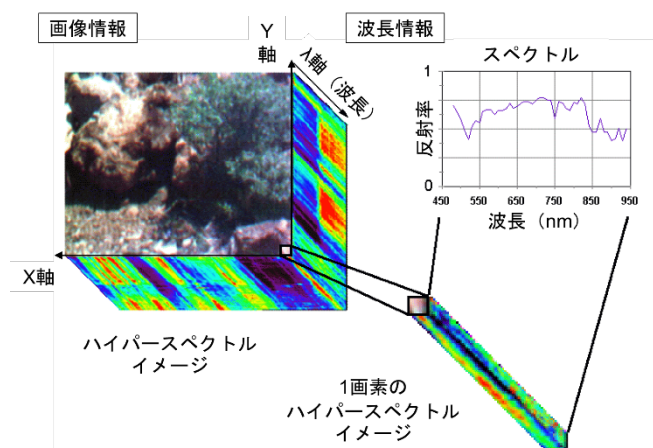 画像情報
Y
軸
λ軸（波長）
波長情報
スペクトル
1
反射率
0
450 550 650 750 850 950
波長（nm）
X軸
ハイパースペクトル
イメージ
1画素の
ハイパースペクトル
イメージ